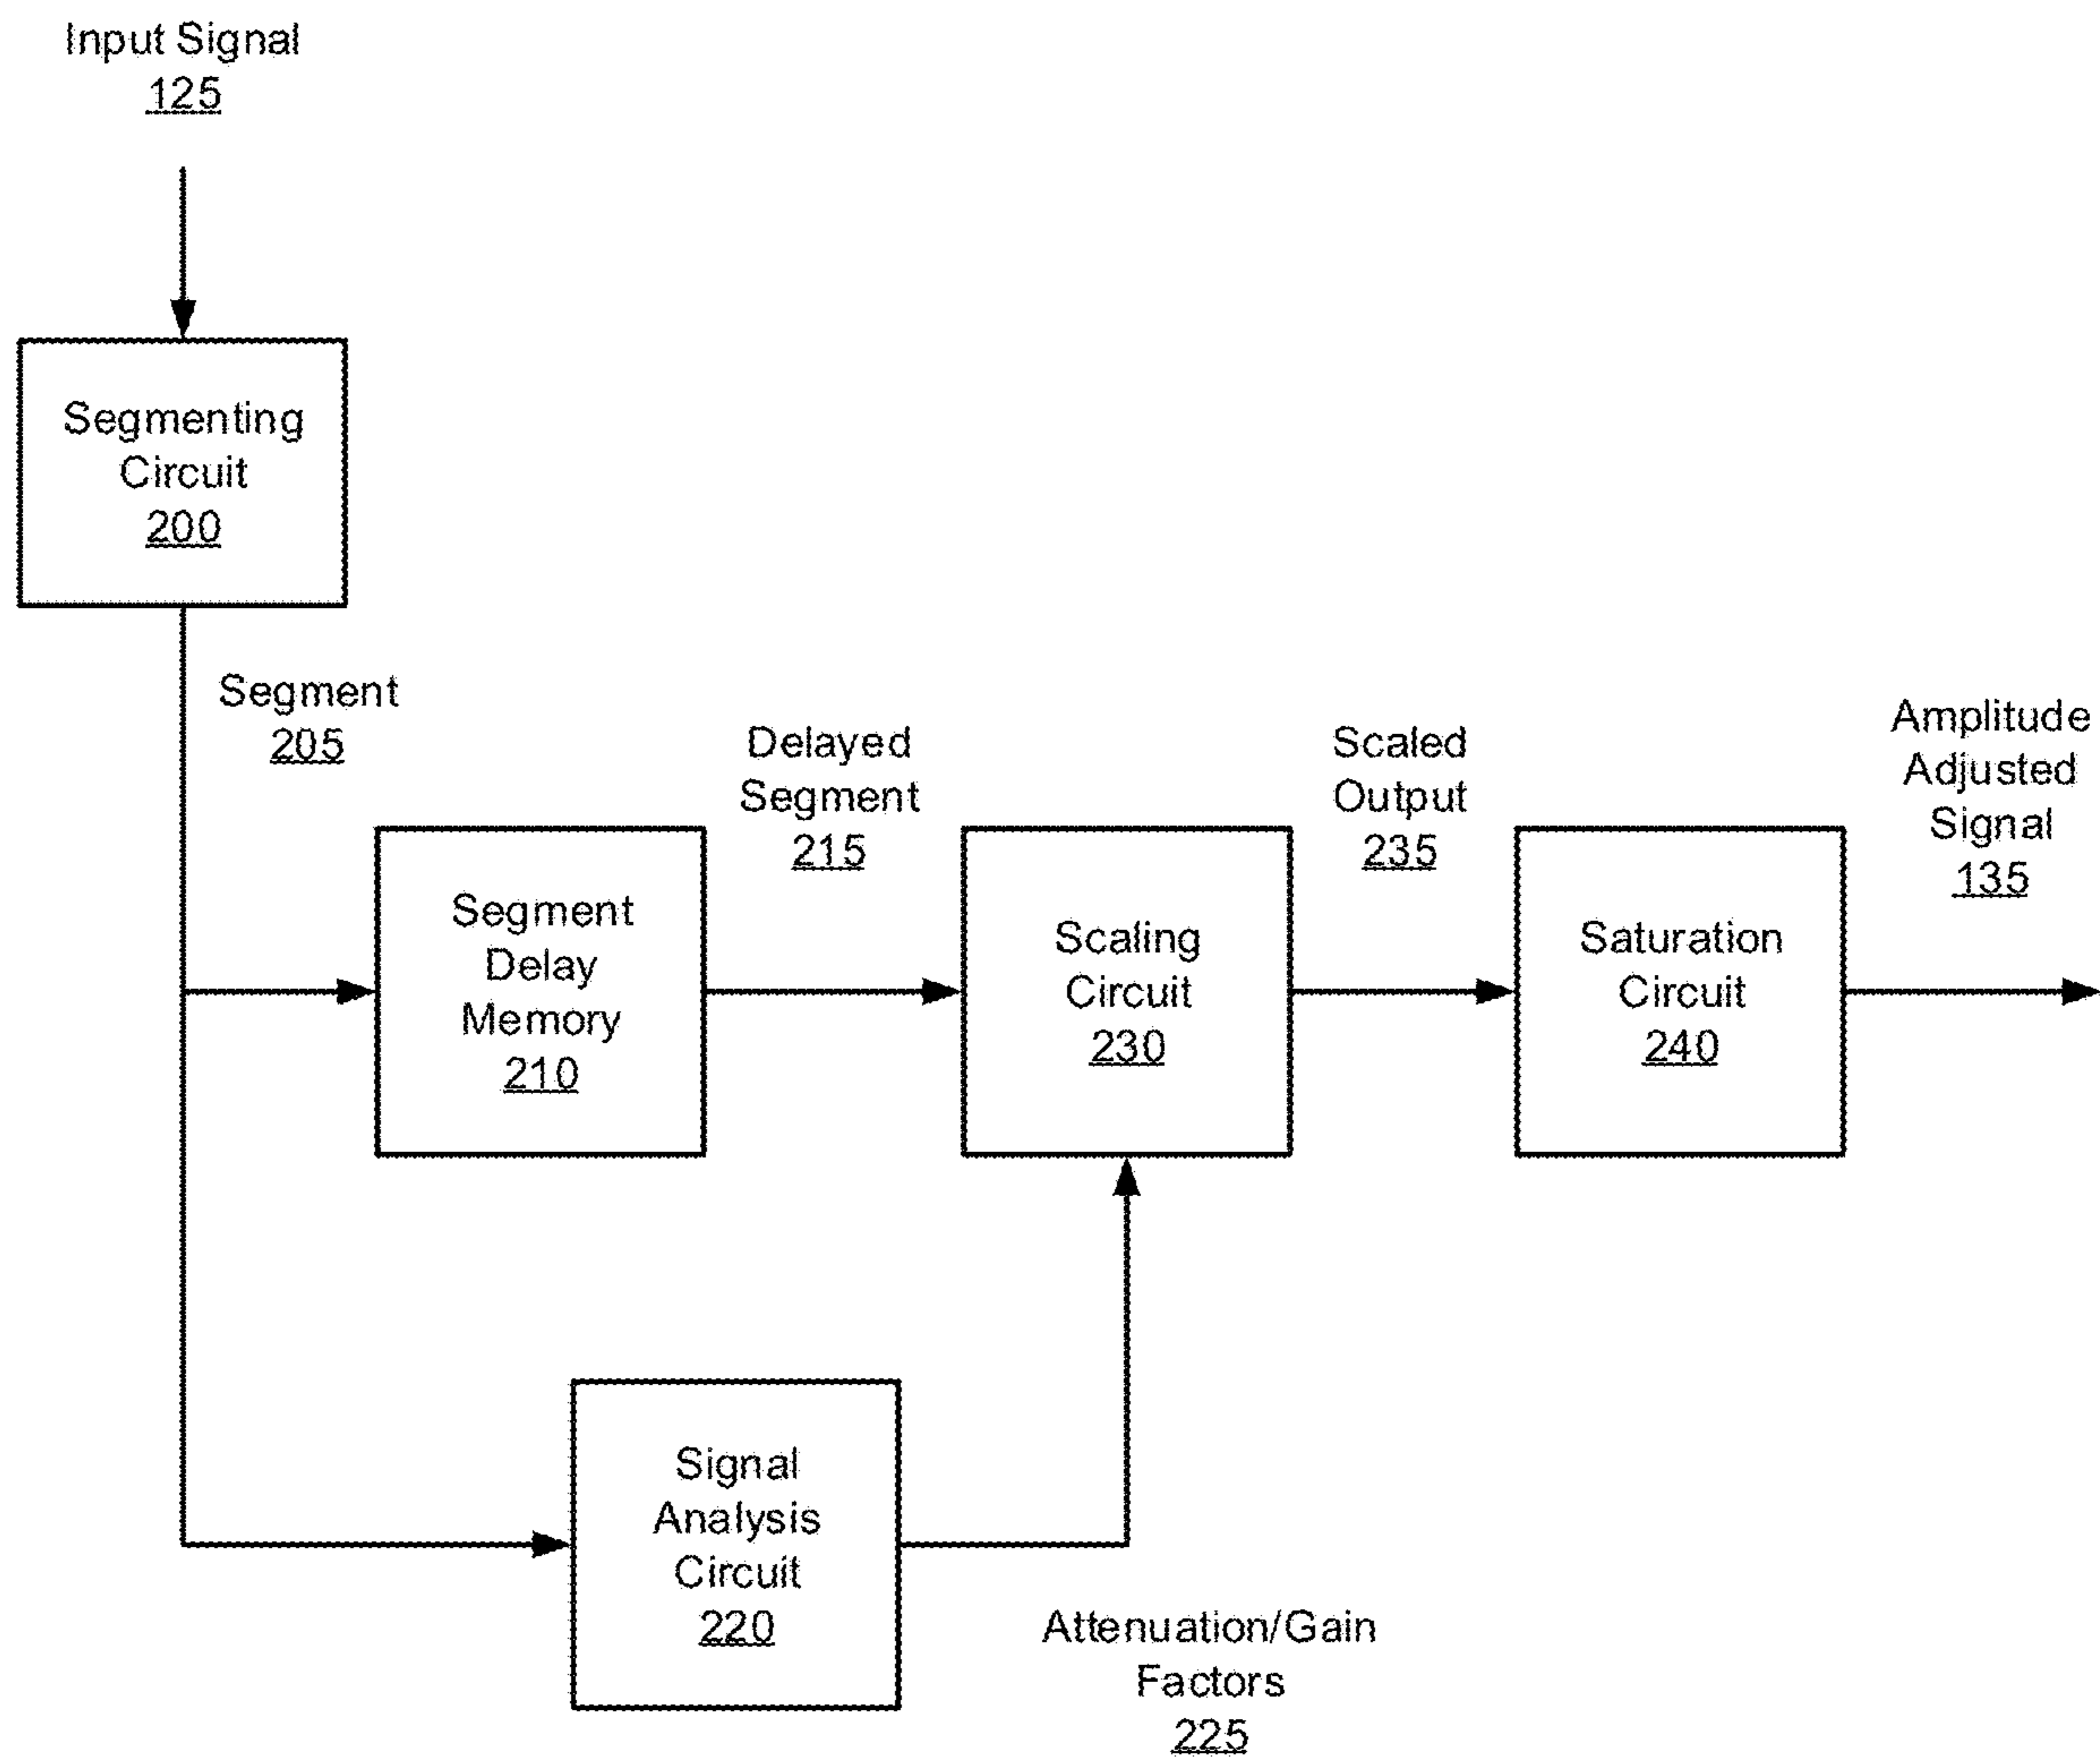 Input Signal
125
Segmenting
Circuit
200
Segment
205
Delayed
Segment
215
Scaled
Output
235
Amplitude
Adjusted
Signal
135
Segment
Delay
Memory
210
Scaling
Circuit
230
Saturation
Circuit
240
Signal
Analysis
Circuit
220
Attenuation/Gain
Factors
225